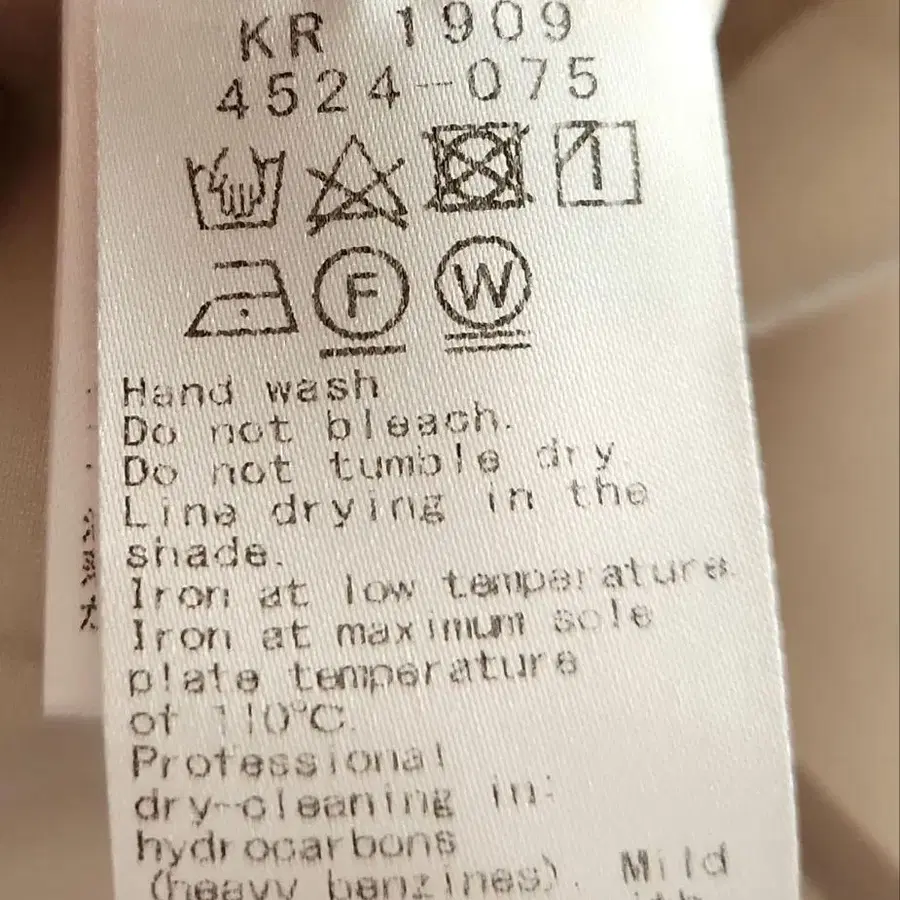 KR 1909
4524-075
F W
Hand wash
Do not bleach.
Do not tumble dry.
Line drying in the
shade.
Iron at low temperature.
Iron at maximum sole
plate temperature
of 110°C.
Professional
dry-cleaning in:
hydrocarbons
(heavy benzines). Mild